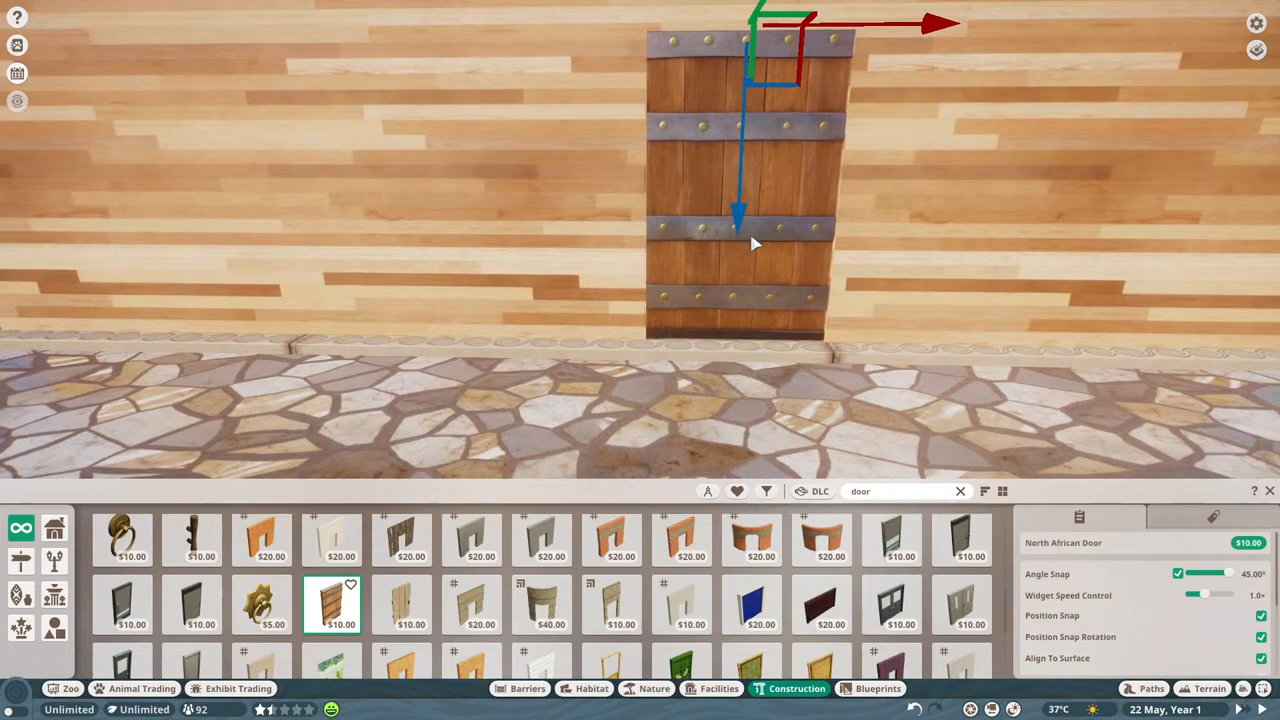 DLC
door
$10.00
$10.00
$20.00
$20.00
$20.00
$20.00
$20.00
$20.00
$20.00
$20.00
$20.00
$10.00
$10.00
$10.00
$10.00
$5.00
$10.00
$10.00
$20.00
$40.00
$10.00
$10.00
$20.00
$20.00
$10.00
$10.00
North African Door
$10.00
Angle Snap
45.00°
Widget Speed Control
1.0×
Position Snap
Position Snap Rotation
Align To Surface
Zoo
Animal Trading
Exhibit Trading
Barriers
Habitat
Nature
Facilities
Construction
Blueprints
Paths
Terrain
Unlimited
Unlimited
92
37°C
22 May, Year 1